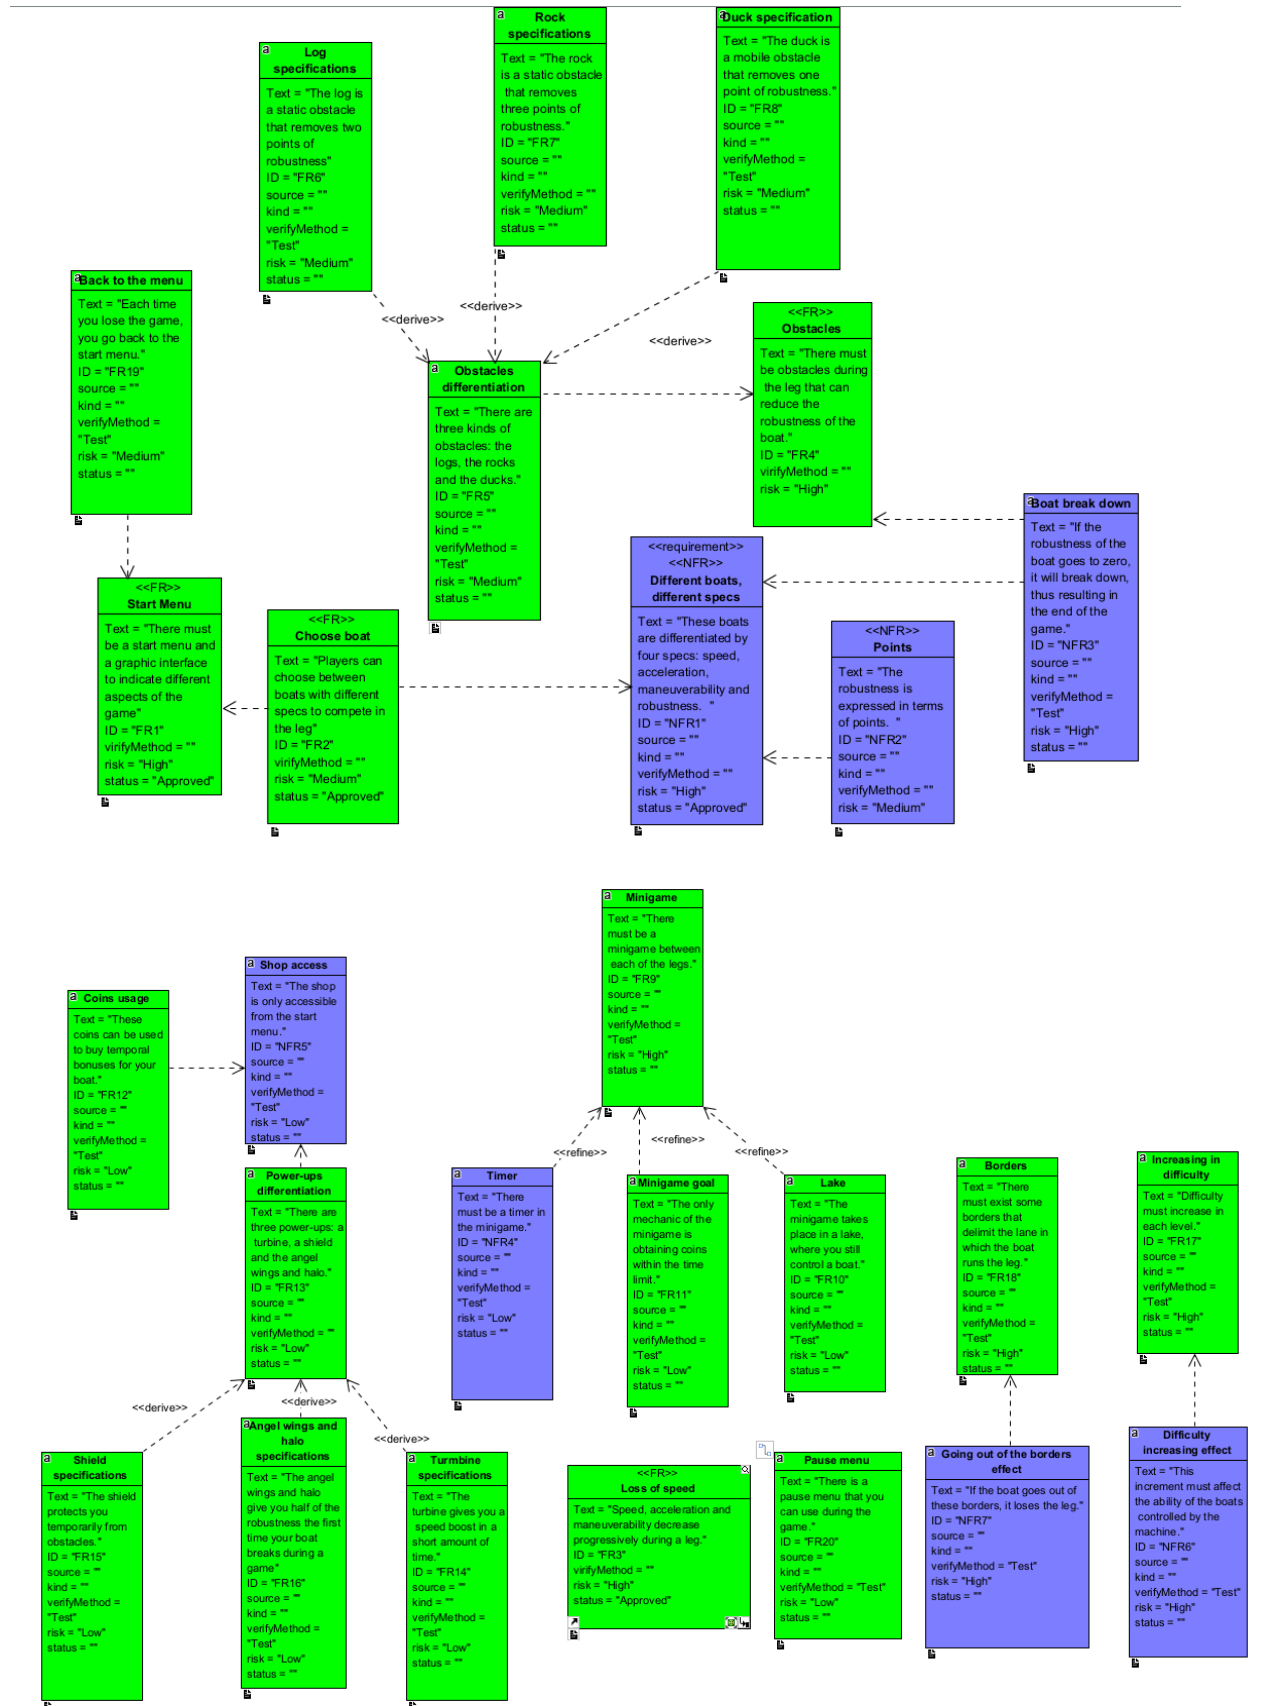 a
Log
specifications
Text = "The log is
a static obstacle
that removes two
points of
robustness"
ID = "FR6"
source = ""
kind = ""
verifyMethod =
"Test"
risk = "Medium"
status = ""
a
Rock
specifications
Text = "The rock
is a static obstacle
that removes
three points of
robustness."
ID = "FR7"
source = ""
kind = ""
verifyMethod = ""
risk = "Medium"
status = ""
a
Duck specification
Text = "The duck is
a mobile obstacle
that removes one
point of robustness."
ID = "FR8"
source = ""
kind = ""
verifyMethod =
"Test"
risk = "Medium"
status = ""
a
Back to the menu
Text = "Each time
you lose the game,
you go back to the
start menu."
ID = "FR19"
source = ""
kind = ""
verifyMethod =
"Test"
risk = "Medium"
status = ""
<<derive>>
<<derive>>
<<derive>>
a
Obstacles
differentiation
Text = "There are
three kinds of
obstacles: the
logs, the rocks
and the ducks."
ID = "FR5"
source = ""
kind = ""
verifyMethod =
"Test"
risk = "Medium"
status = ""
<<FR>>
Obstacles
Text = "There must
be obstacles during
the leg that can
reduce the
robustness of the
boat."
ID = "FR4"
virifyMethod = ""
risk = "High"
a
Boat break down
Text = "If the
robustness of the
boat goes to zero,
it will break down,
thus resulting in
the end of the
game."
ID = "NFR3"
source = ""
kind = ""
verifyMethod =
"Test"
risk = "High"
status = ""
<<FR>>
Start Menu
Text = "There must
be a start menu and
a graphic interface
to indicate different
aspects of the
game"
ID = "FR1"
virifyMethod = ""
risk = "High"
status = "Approved"
<<FR>>
Choose boat
Text = "Players can
choose between
boats with different
specs to compete in
the leg"
ID = "FR2"
virifyMethod = ""
risk = "Medium"
status = "Approved"
<<requirement>>
<<NFR>>
Different boats,
different specs
Text = "These boats
are differentiated by
four specs: speed,
acceleration,
maneuverability and
robustness. "
ID = "NFR1"
source = ""
kind = ""
verifyMethod = ""
risk = "High"
status = "Approved"
<<NFR>>
Points
Text = "The
robustness is
expressed in terms
of points. "
ID = "NFR2"
source = ""
kind = ""
verifyMethod = ""
risk = "Medium"
a
Minigame
Text = "There
must be a
minigame between
each of the legs."
ID = "FR9"
source = ""
kind = ""
verifyMethod =
"Test"
risk = "High"
status = ""
a
Shop access
Text = "The shop
is only accessible
from the start
menu."
ID = "NFR5"
source = ""
kind = ""
verifyMethod =
"Test"
risk = "Low"
status = ""
a
Coins usage
Text = "These
coins can be used
to buy temporal
bonuses for your
boat."
ID = "FR12"
source = ""
kind = ""
verifyMethod =
"Test"
risk = "Low"
status = ""
<<refine>>
<<refine>>
<<refine>>
a
Power-ups
differentiation
Text = "There are
three power-ups: a
turbine, a shield
and the angel
wings and halo."
ID = "FR13"
source = ""
kind = ""
verifyMethod = ""
risk = "Low"
status = ""
a
Timer
Text = "There
must be a timer in
the minigame."
ID = "NFR4"
source = ""
kind = ""
verifyMethod =
"Test"
risk = "Low"
status = ""
a
Minigame goal
Text = "The only
mechanic of the
minigame is
obtaining coins
within the time
limit."
ID = "FR11"
source = ""
kind = ""
verifyMethod =
"Test"
risk = "Low"
status = ""
a
Lake
Text = "The
minigame takes
place in a lake,
where you still
control a boat."
ID = "FR10"
source = ""
kind = ""
verifyMethod =
"Test"
risk = "Low"
status = ""
a
Borders
Text = "There
must exist some
borders that
delimit the lane in
which the boat
runs the leg."
ID = "FR18"
source = ""
kind = ""
verifyMethod =
"Test"
risk = "High"
status = ""
a
Increasing in
difficulty
Text = "Difficulty
must increase in
each level."
ID = "FR17"
source = ""
kind = ""
verifyMethod =
"Test"
risk = "High"
status = ""
<<derive>>
<<derive>>
<<derive>>
a
Shield
specifications
Text = "The shield
protects you
temporarily from
obstacles."
ID = "FR15"
source = ""
kind = ""
verifyMethod =
"Test"
risk = "Low"
status = ""
a
Angel wings and
halo
specifications
Text = "The angel
wings and halo
give you half of the
robustness the first
time your boat
breaks during a
game"
ID = "FR16"
source = ""
kind = ""
verifyMethod =
"Test"
risk = "Low"
status = ""
a
Turmbine
specifications
Text = "The
turbine gives you a
speed boost in a
short amount of
time."
ID = "FR14"
source = ""
kind = ""
verifyMethod =
"Test"
risk = "Low"
status = ""
<<FR>>
Loss of speed
Text = "Speed, acceleration and
maneuverability decrease
progressively during a leg."
ID = "FR3"
virifyMethod = ""
risk = "High"
status = "Approved"
a
Pause menu
Text = "There is a
pause menu that you
can use during the
game."
ID = "FR20"
source = ""
kind = ""
verifyMethod = "Test"
risk = "Low"
status = ""
a
Going out of the borders
effect
Text = "If the boat goes out of
these borders, it loses the leg."
ID = "NFR7"
source = ""
kind = ""
verifyMethod = "Test"
risk = "High"
status = ""
a
Difficulty
increasing effect
Text = "This
increment must affect
the ability of the boats
controlled by the
machine."
ID = "NFR6"
source = ""
kind = ""
verifyMethod = "Test"
risk = "High"
status = ""